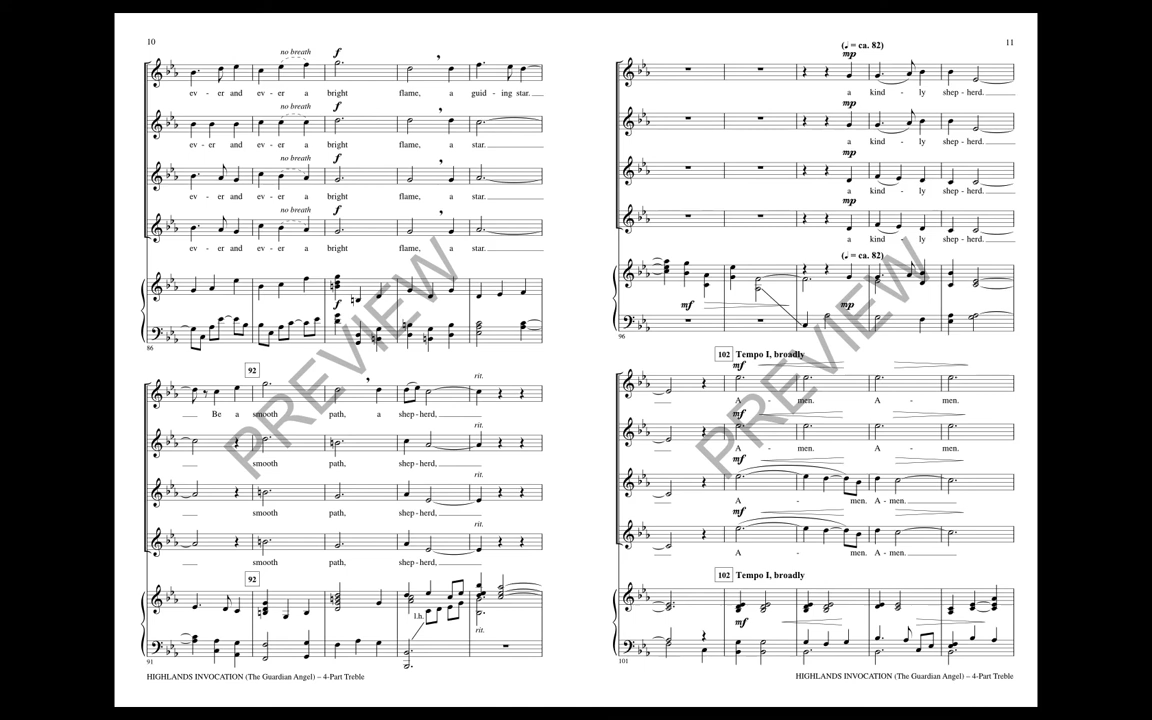 10
no breath
f
ev - er and ev - er a bright flame, a guid - ing star.
no breath
f
ev - er and ev - er a bright flame, a star.
no breath
f
ev - er and ev - er a bright flame, a star.
no breath
f
ev - er and ev - er a bright flame, a star.
f
86
92
rit.
Be a smooth path, a shep - herd,
rit.
smooth path, shep - herd,
rit.
smooth path, shep - herd,
rit.
smooth path, shep - herd,
92
l.h.
rit.
91
HIGHLANDS INVOCATION (The Guardian Angel) – 4-Part Treble
PREVIEW
11
(♩ = ca. 82)
mp
a kind - ly shep - herd.
mp
a kind - ly shep - herd.
mp
a kind - ly shep - herd.
mp
a kind - ly shep - herd.
(♩ = ca. 82)
mf mp
96
102 Tempo I, broadly
mf
A - men. A - men.
mf
A - men. A - men.
mf
A - men. A - men.
mf
A - men. A - men.
102 Tempo I, broadly
mf
101
HIGHLANDS INVOCATION (The Guardian Angel) – 4-Part Treble
PREVIEW